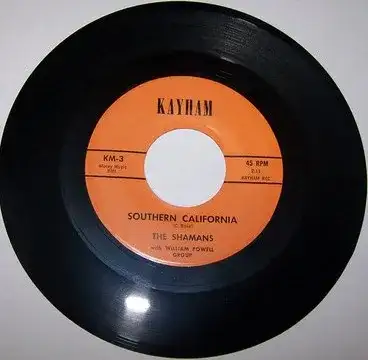 KAYHAM
KM-3
45 RPM
SOUTHERN CALIFORNIA
THE SHAMANS
with WILLIAM POWELL
GROUP